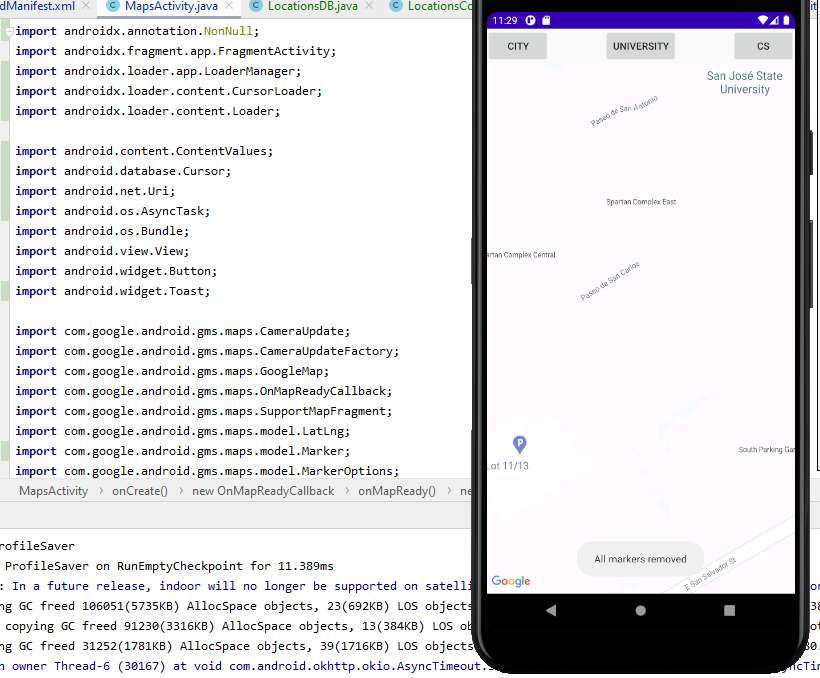 dManifest.xml
MapsActivity.java
LocationsDB.java
import androidx.annotation.NonNull;
import androidx.fragment.app.FragmentActivity;
import androidx.loader.app.LoaderManager;
import androidx.loader.content.CursorLoader;
import androidx.loader.content.Loader;
import android.content.ContentValues;
import android.database.Cursor;
import android.net.Uri;
import android.os.AsyncTask;
import android.os.Bundle;
import android.view.View;
import android.widget.Button;
import android.widget.Toast;
import com.google.android.gms.maps.CameraUpdate;
import com.google.android.gms.maps.CameraUpdateFactory;
import com.google.android.gms.maps.GoogleMap;
import com.google.android.gms.maps.OnMapReadyCallback;
import com.google.android.gms.maps.SupportMapFragment;
import com.google.android.gms.maps.model.LatLng;
import com.google.android.gms.maps.model.Marker;
import com.google.android.gms.maps.model.MarkerOptions;
MapsActivity > onCreate() > new OnMapReadyCallback > onMapReady() > ne
rofileSaver
ProfileSaver on RunEmptyCheckpoint for 11.389ms
: In a future release, indoor will no longer be supported on satelli
ng GC freed 106051(5735KB) AllocSpace objects, 23(692KB) LOS objects
copying GC freed 91230(3316KB) AllocSpace objects, 13(384KB) LOS ob
ng GC freed 31252(1781KB) AllocSpace objects, 39(1716KB) LOS objects
h owner Thread-6 (30167) at void com.android.okhttp.okio.AsyncTimeout.
11:29
CITY
UNIVERSITY
CS
San José State
University
Paseo de San Antonio
Spartan Complex East
artan Complex Central
Paseo de San Carlos
P
Lot 11/13
South Parking Gar
All markers removed
E San Salvador St
Google